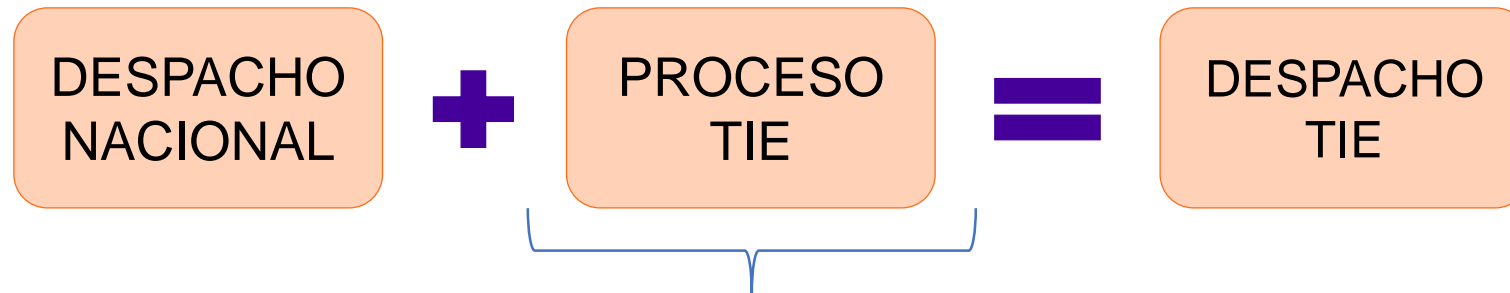 DESPACHO
NACIONAL
PROCESO
TIE
DESPACHO
TIE